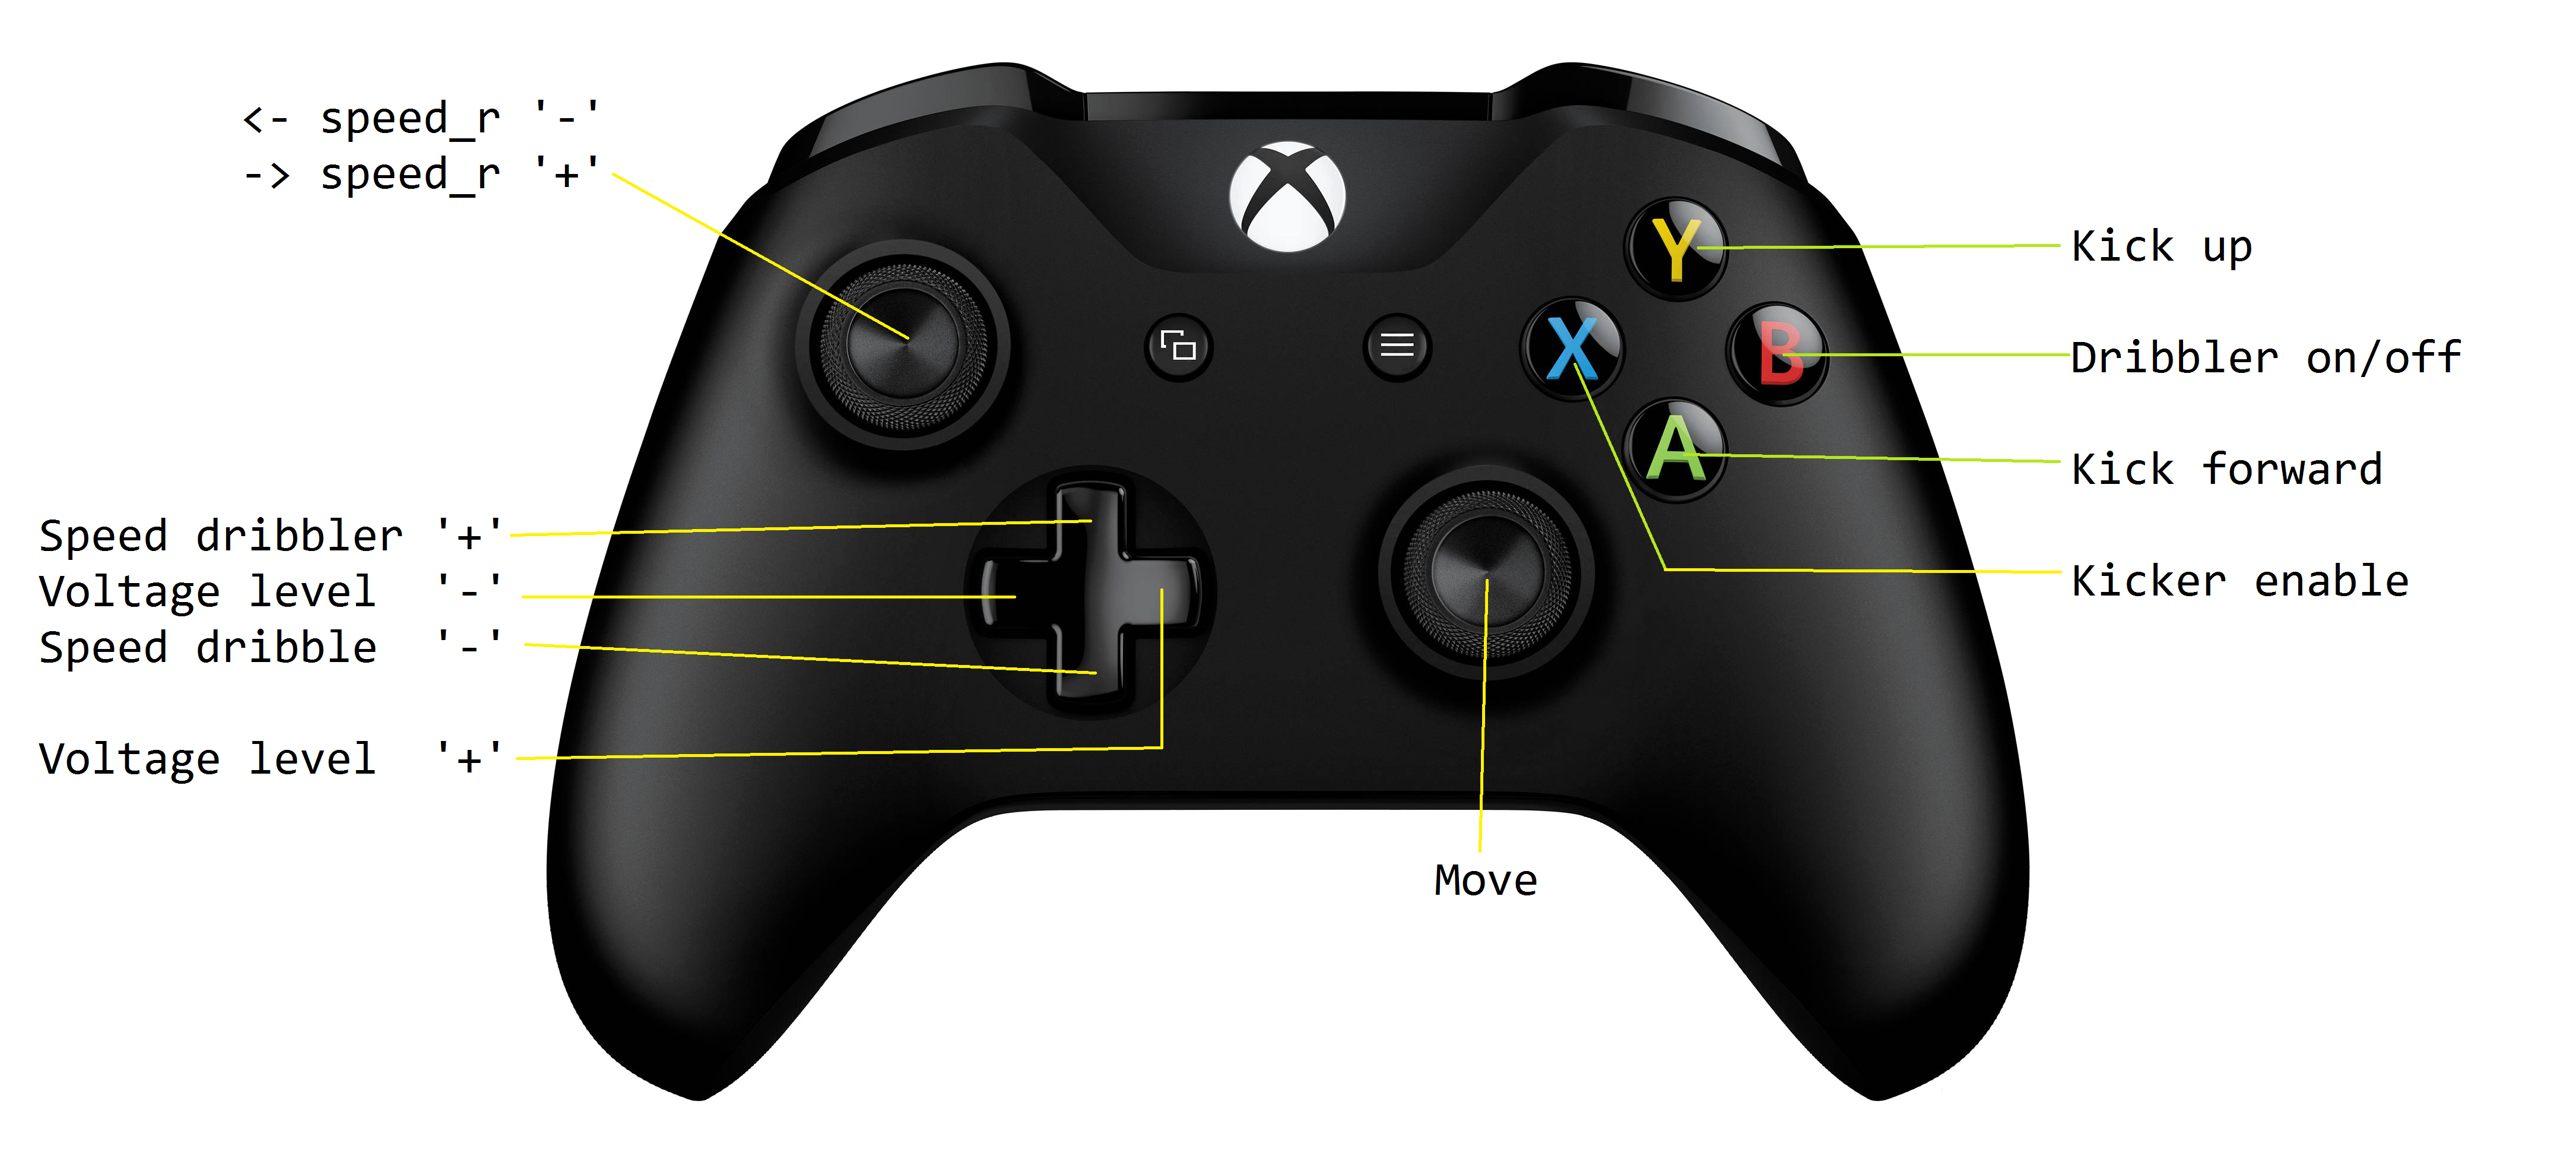 <- speed_r '-'
-> speed_r '+'
Y
Kick up
X
B
Dribbler on/off
A
Kick forward
Speed dribbler '+'
Voltage level '-'
Kicker enable
Speed dribble '-'
Voltage level '+'
Move